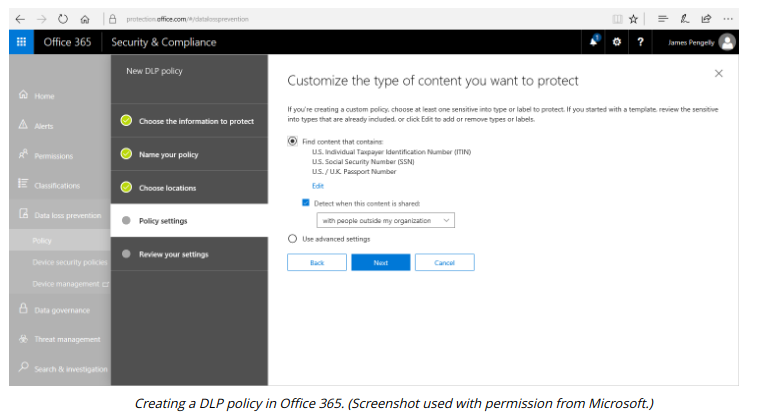 protection.office.com/#/datalossprevention
Office 365
Security & Compliance
1
?
James Pengelly
Home
Alerts
Permissions
Classifications
Data loss prevention
Policy
Device security policies
Device management
Data governance
Threat management
Search & investigation
New DLP policy
Choose the information to protect
Name your policy
Choose locations
Policy settings
Review your settings
Customize the type of content you want to protect
If you're creating a custom policy, choose at least one sensitive into type or label to protect. If you started with a template, review the sensitive
into types that are already included, or click Edit to add or remove types or labels.
Find content that contains:
U.S. Individual Taxpayer Identification Number (ITIN)
U.S. Social Security Number (SSN)
U.S. / U.K. Passport Number
Edit
Detect when this content is shared:
with people outside my organization
Use advanced settings
Back
Next
Cancel
Creating a DLP policy in Office 365. (Screenshot used with permission from Microsoft.)